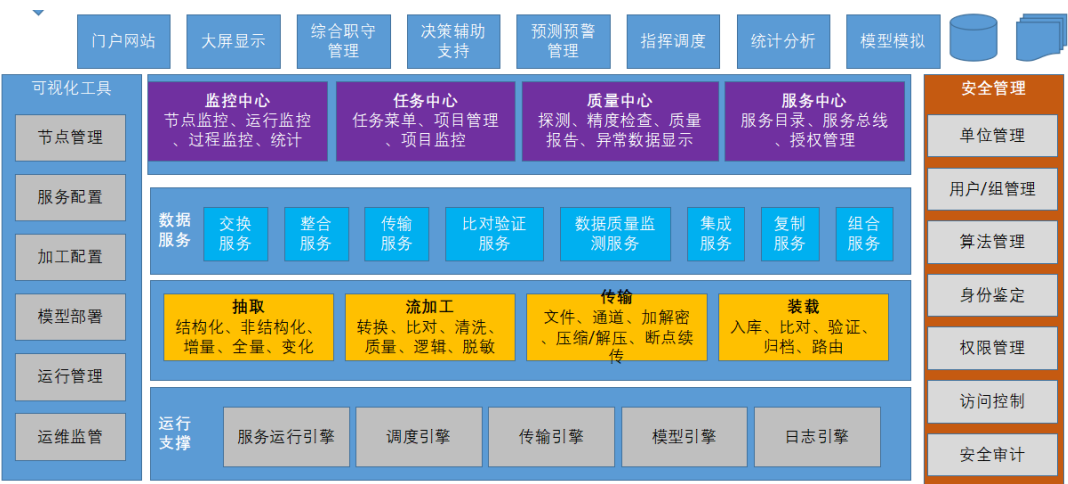 门户网站
大屏显示
综合职守
管理
决策辅助
支持
预测预警
管理
指挥调度
统计分析
模型模拟
可视化工具
节点管理
服务配置
加工配置
模型部署
运行管理
运维监管
监控中心
节点监控、运行监控
、过程监控、统计
任务中心
任务菜单、项目管理
、项目监控
质量中心
探测、精度检查、质量
报告、异常数据显示
服务中心
服务目录、服务总线
、授权管理
数据
服务
交换
服务
整合
服务
传输
服务
比对验证
服务
数据质量监
测服务
集成
服务
复制
服务
组合
服务
抽取
结构化、非结构化、
增量、全量、变化
流加工
转换、比对、清洗、
质量、逻辑、脱敏
传输
文件、通道、加解密
、压缩/解压、断点续
传
装载
入库、比对、验证、
归档、路由
运行
支撑
服务运行引擎
调度引擎
传输引擎
模型引擎
日志引擎
安全管理
单位管理
用户/组管理
算法管理
身份鉴定
权限管理
访问控制
安全审计